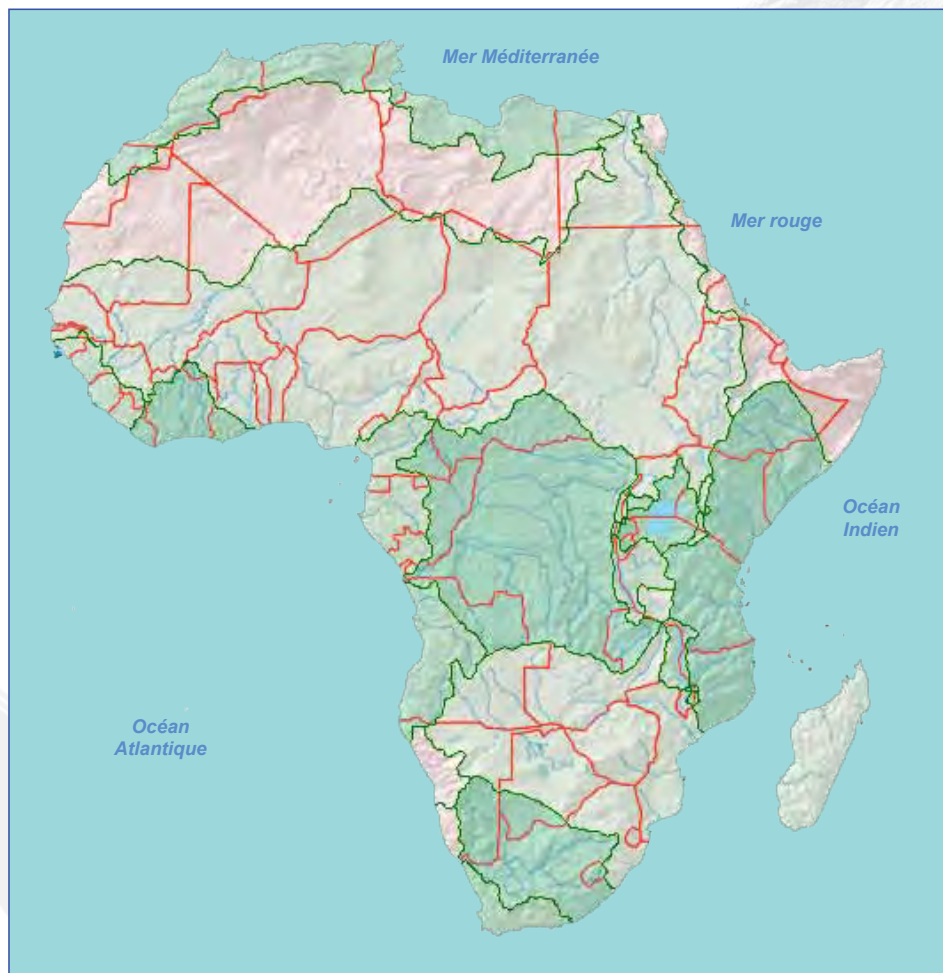 Mer Méditerranée
Mer rouge
Océan
Indien
Océan
Atlantique